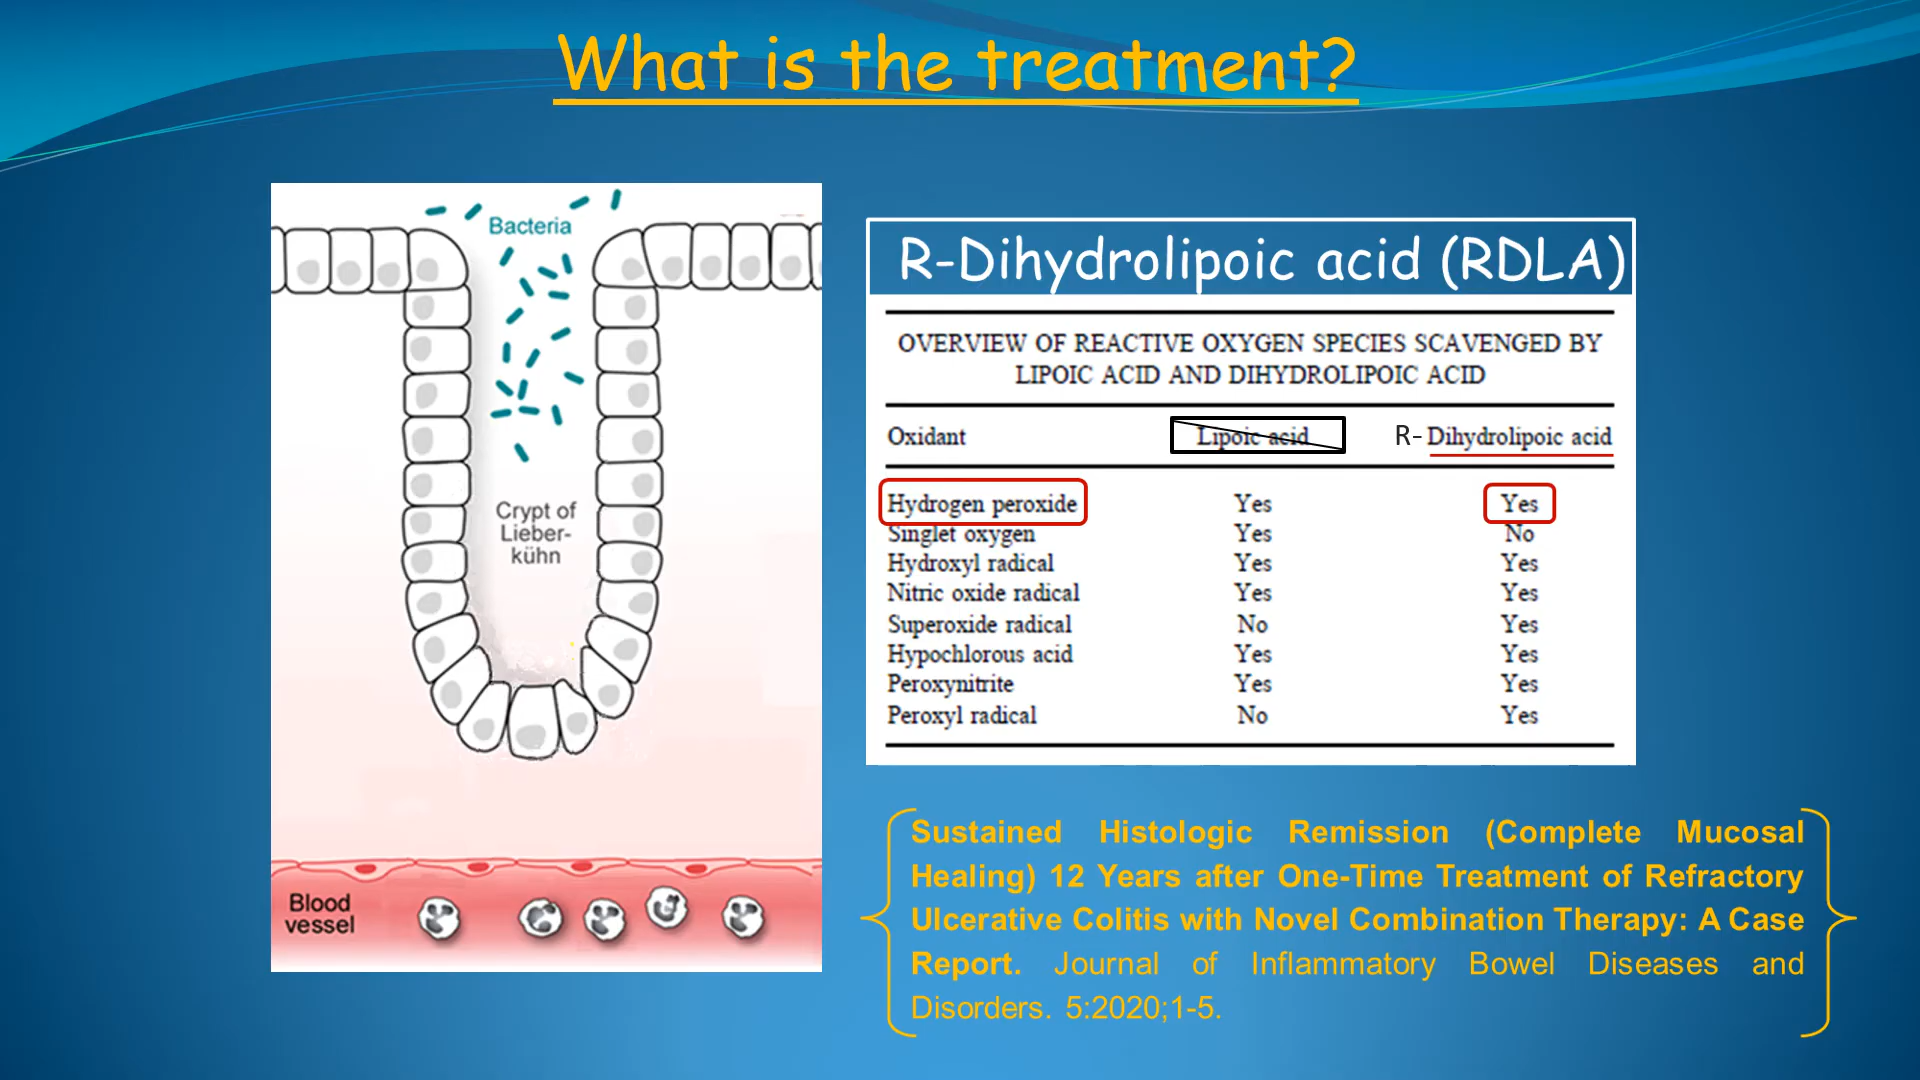 What is the treatment?
Bacteria
Crypt of
Lieber-
kühn
Blood
vessel
R-Dihydrolipoic acid (RDLA)
OVERVIEW OF REACTIVE OXYGEN SPECIES SCAVENGED BY
LIPOIC ACID AND DIHYDROLIPOIC ACID
Oxidant Lipoic acid R- Dihydrolipoic acid
Hydrogen peroxide Yes Yes
Singlet oxygen Yes No
Hydroxyl radical Yes Yes
Nitric oxide radical Yes Yes
Superoxide radical No Yes
Hypochlorous acid Yes Yes
Peroxynitrite Yes Yes
Peroxyl radical No Yes
Sustained Histologic Remission (Complete Mucosal
Healing) 12 Years after One-Time Treatment of Refractory
Ulcerative Colitis with Novel Combination Therapy: A Case
Report. Journal of Inflammatory Bowel Diseases and
Disorders. 5:2020;1-5.